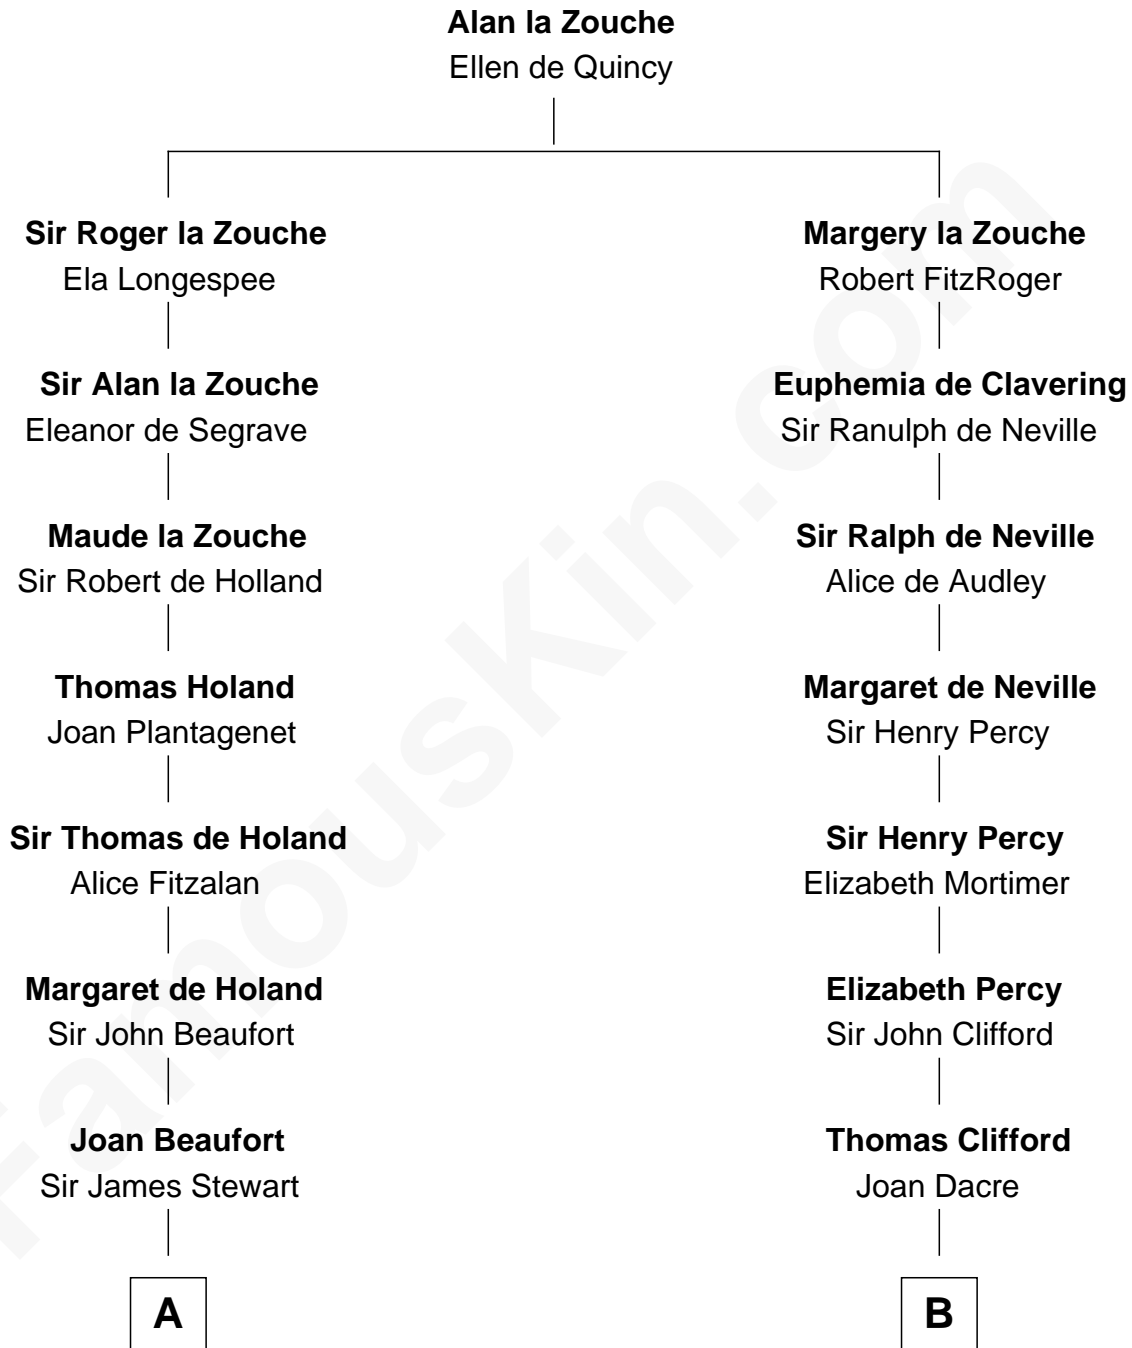 Alan la Zouche
Ellen de Quincy
Sir Roger la Zouche
Ela Longespee
Sir Alan la Zouche
Eleanor de Segrave
Maude la Zouche
Sir Robert de Holland
Thomas Holand
Joan Plantagenet
Sir Thomas de Holand
Alice Fitzalan
Margaret de Holand
Sir John Beaufort
Joan Beaufort
Sir James Stewart
A
Margery la Zouche
Robert FitzRoger
Euphemia de Clavering
Sir Ranulph de Neville
Sir Ralph de Neville
Alice de Audley
Margaret de Neville
Sir Henry Percy
Sir Henry Percy
Elizabeth Mortimer
Elizabeth Percy
Sir John Clifford
Thomas Clifford
Joan Dacre
B
FamousKin.com